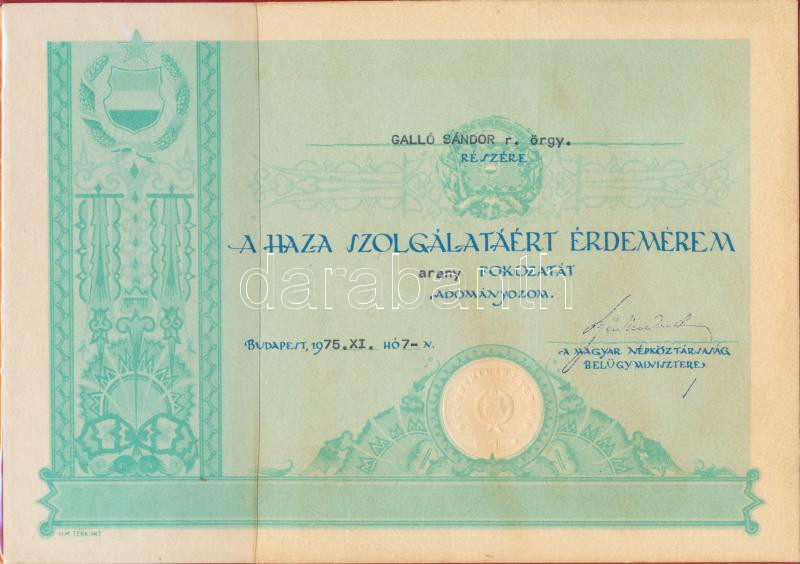 GALLÓ SÁNDOR r. örgy.
RÉSZÉRE
A HAZA SZOLGÁLATÁÉRT ÉRDEMÉREM
arany FOKOZATÁT
ADOMÁNYOZOM.
BUDAPEST, 1975.XI. HÓ 7- N.
A MAGYAR NÉPKÖZTÁRSASÁG
BELÜGYMINISZTERE
H.M. TÉRK. INT.
darabanth